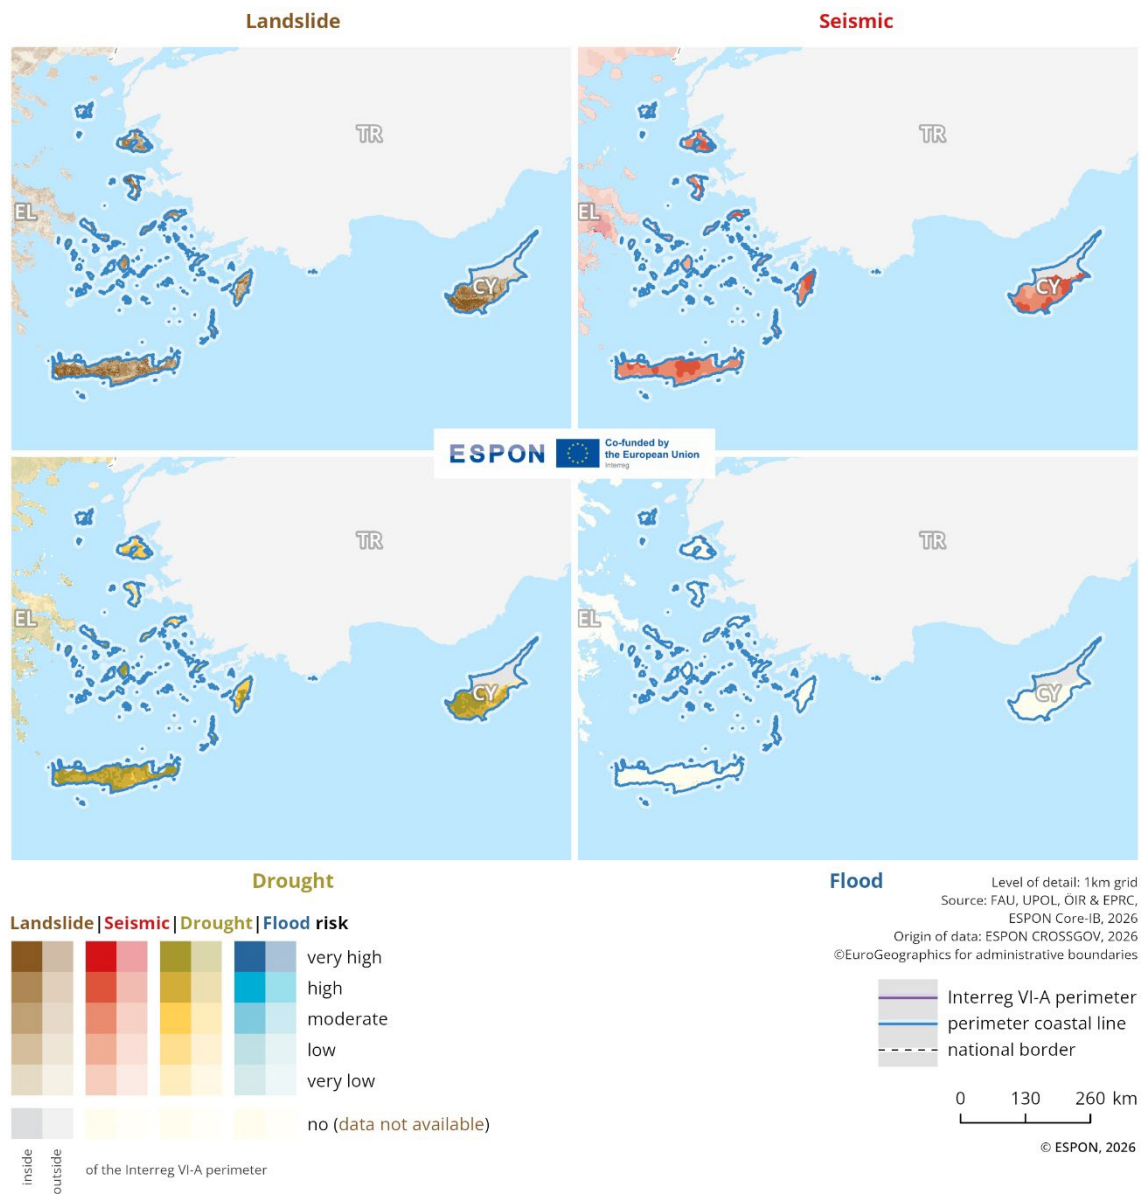 Landslide
Seismic
TR
EL
CY
TR
EL
CY
ESPON
Co-funded by
the European Union
Interreg
TR
EL
CY
TR
EL
CY
Drought
Flood
Level of detail: 1km grid
Source: FAU, UPOL, ÖIR & EPRC,
ESPON Core-IB, 2026
Origin of data: ESPON CROSSGOV, 2026
©EuroGeographics for administrative boundaries
Landslide|Seismic|Drought|Flood risk
very high
high
moderate
low
very low
no (data not available)
inside
outside
of the Interreg VI-A perimeter
Interreg VI-A perimeter
perimeter coastal line
national border
0 130 260 km
© ESPON, 2026